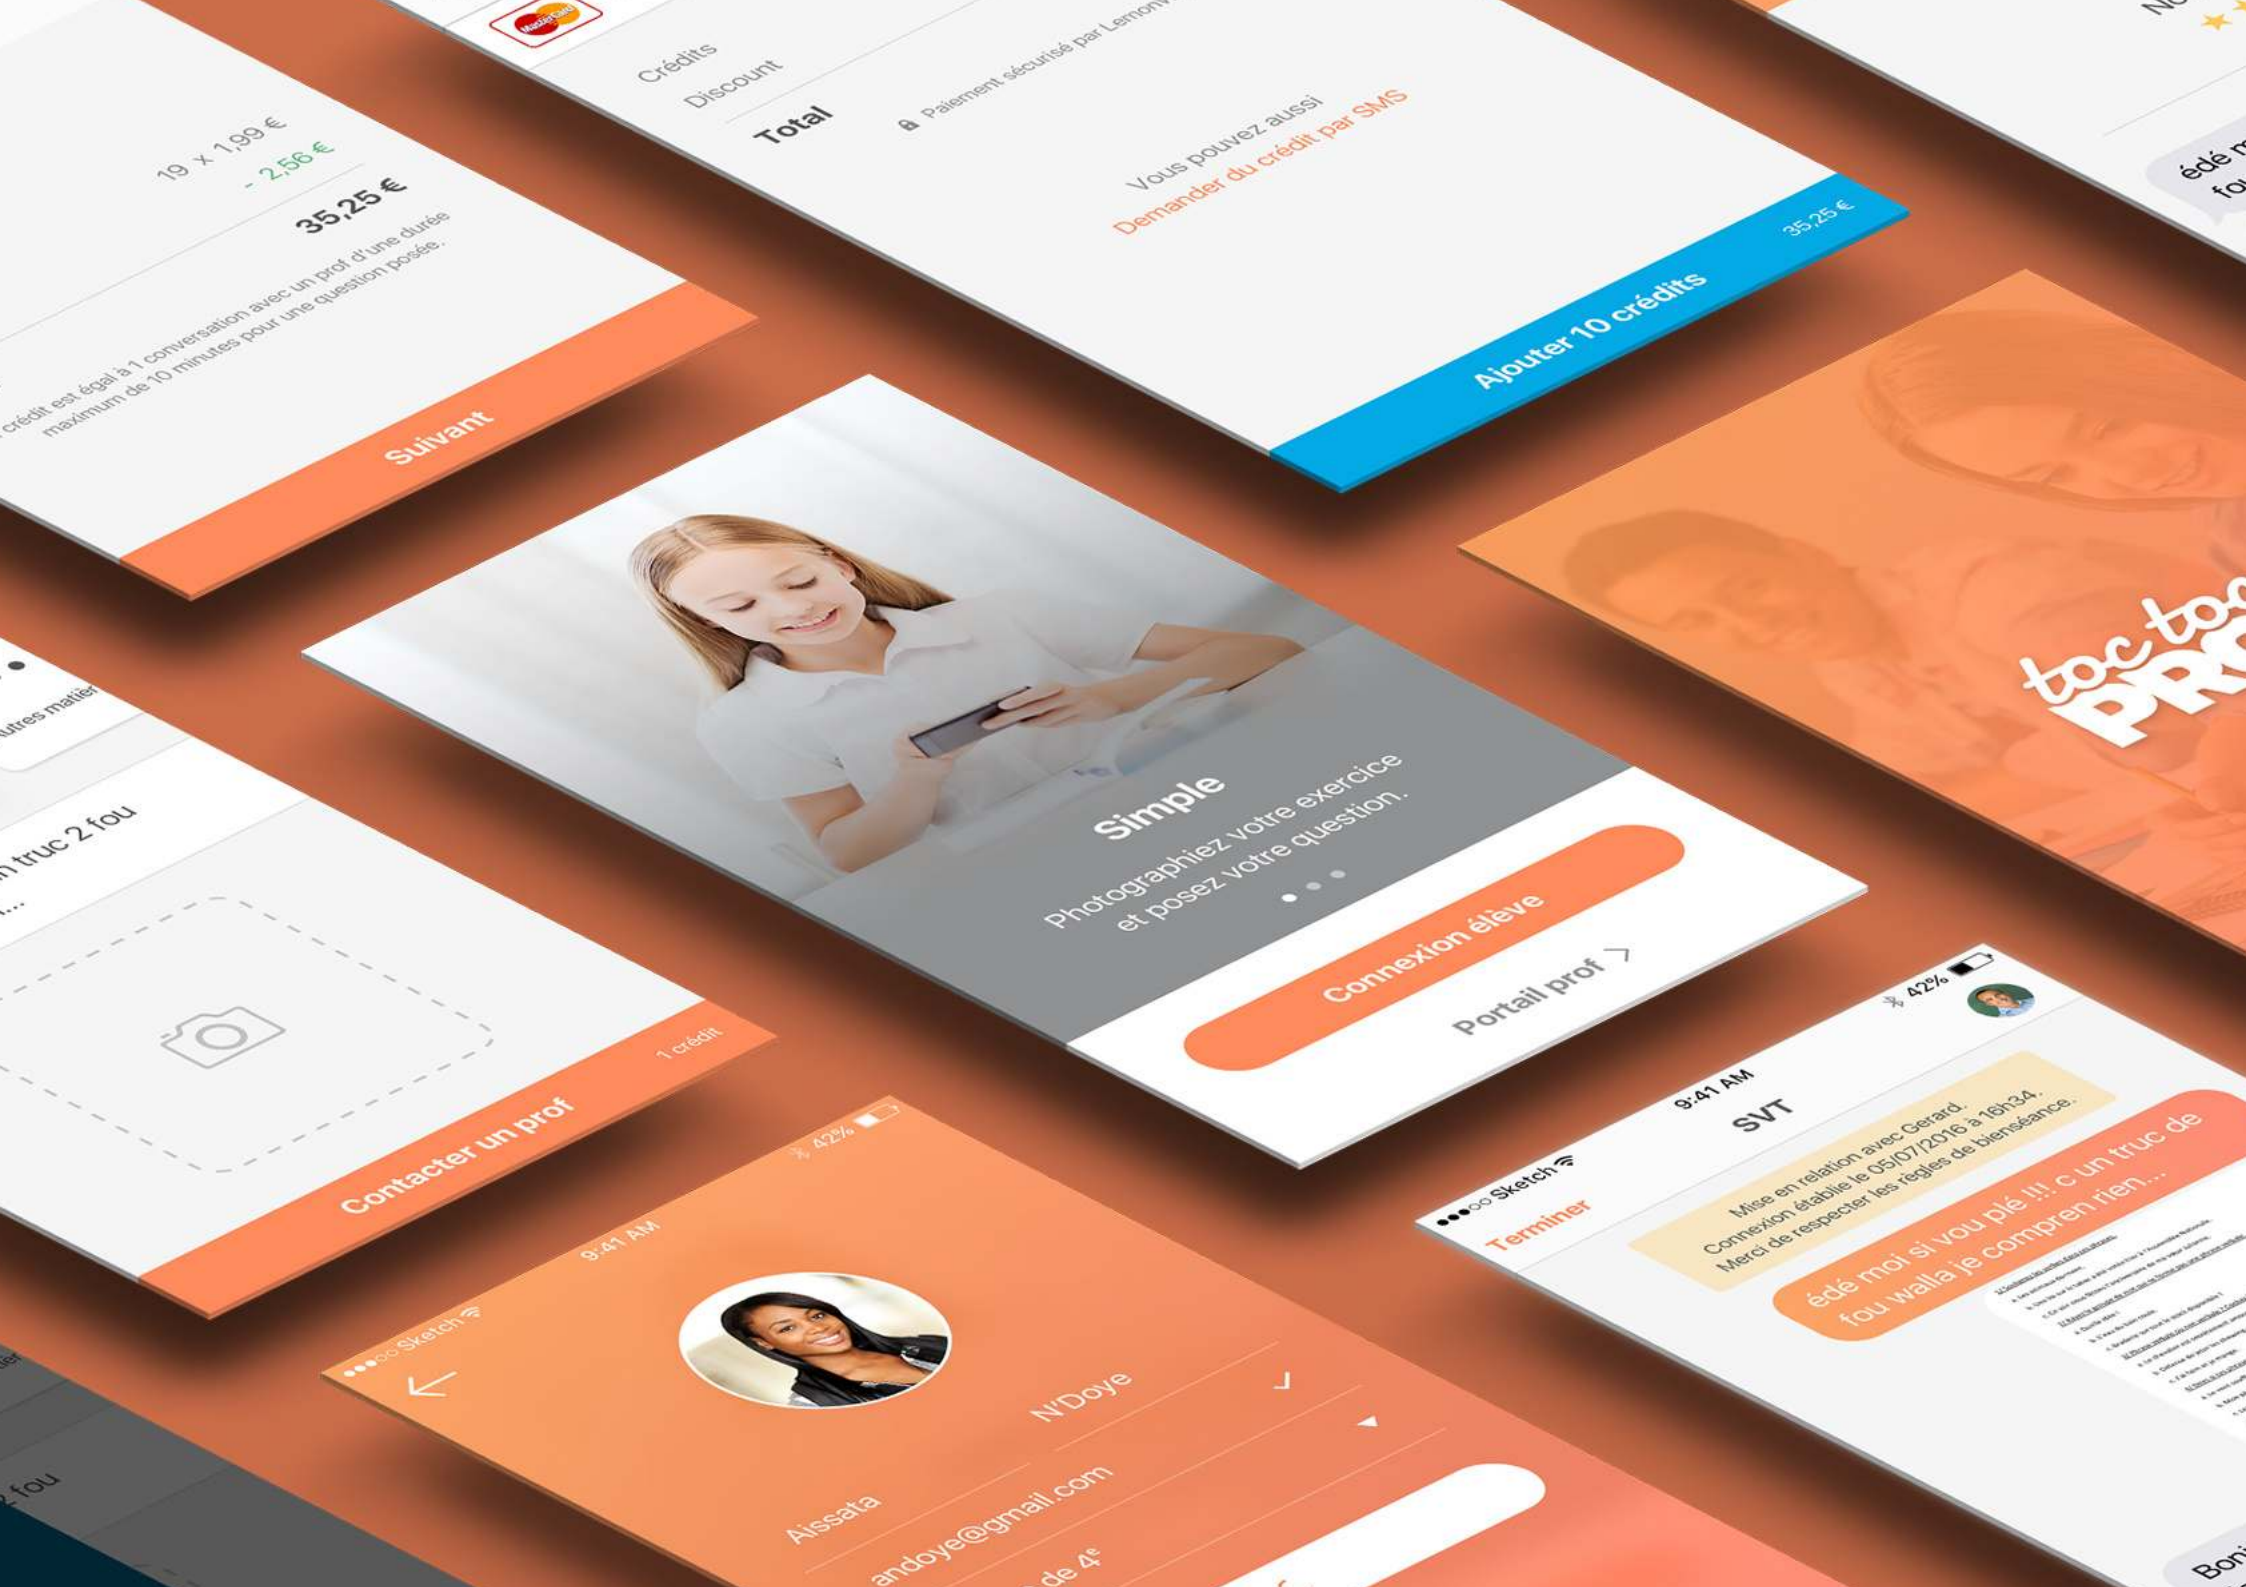 MasterCard
Crédits
Discount
Total
Paiement sécurisé par
Vous pouvez aussi
Demander du crédit par SMS
Ajouter 10 crédits
35,25 €
19 x 1,99 €
- 2,56 €
35,25 €
crédit est égal à 1 conversation avec un prof d'une durée
maximum de 10 minutes pour une question posée.
Suivant
édé
toc
truc 2 fou
...
Contacter un prof
1 crédit
Simple
Photographiez votre exercice
et posez votre question.
Connexion élève
Portail prof >
Sketch
9:41 AM
42%
Terminer
SVT
Mise en relation avec Gerard.
Connexion établie le 05/07/2016 à 16h34.
Merci de respecter les règles de bienséance.
édé moi si vou plé !!! c un truc de
fou walla je compren rien...
Sketch
9:41 AM
42%
Aissata
N'Doye
andoye@gmail.com
de 4e
2 fou